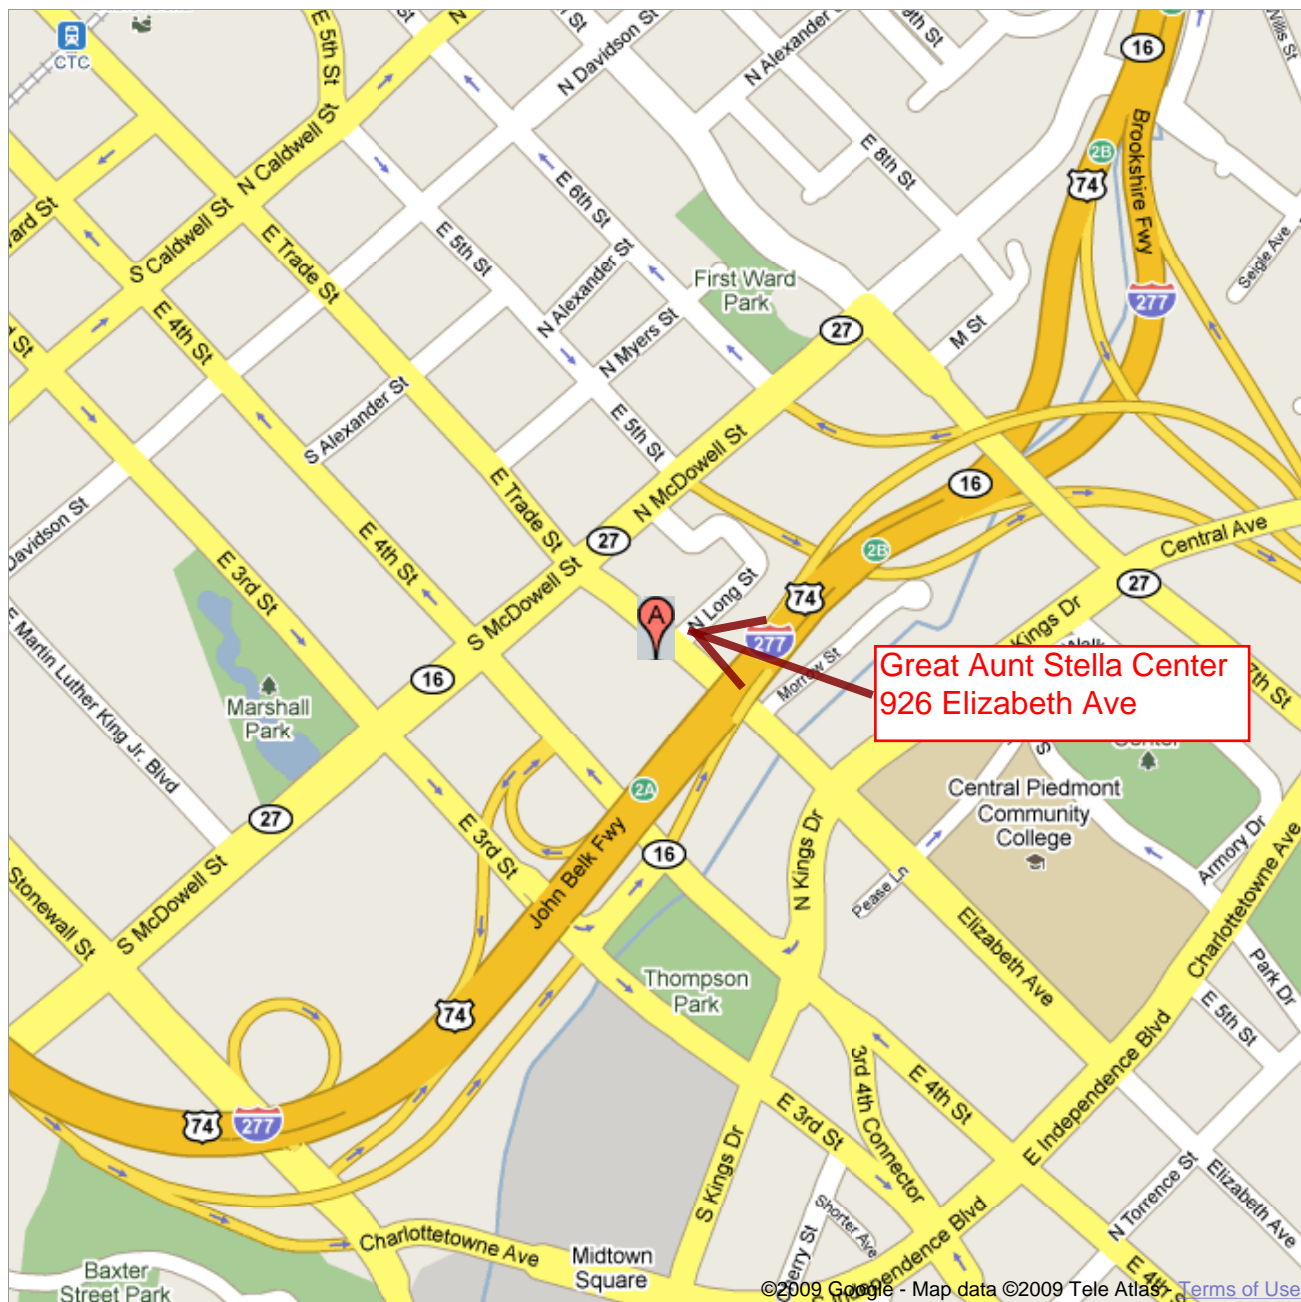 CTC
E 5th St
N Davidson St
N Alexander St
Willis St
16
2B
74
Brookshire Fwy
N Caldwell St
E 8th St
E 6th St
S Caldwell St
E Trade St
E 5th St
N Alexander St
First Ward
Park
Seigle Ave
277
E 4th St
N Myers St
27
M St
S Alexander St
E 5th St
N McDowell St
E Trade St
16
27
Davidson St
E 3rd St
E 4th St
2B
Central Ave
27
S McDowell St
N Long St
74
A
277
Kings Dr
Walk
7th St
E Martin Luther King Jr. Blvd
Marshall
Park
16
Morrow St
Great Aunt Stella Center
926 Elizabeth Ave
Center
27
2A
E 3rd St
16
John Belk Fwy
N Kings Dr
Central Piedmont
Community
College
Armory Dr
Pease Ln
Charlottetowne Ave
Stonewall St
S McDowell St
Elizabeth Ave
Park Dr
Thompson
Park
74
E 5th St
3rd 4th Connector
E 4th St
E Independence Blvd
74
277
E 3rd St
S Kings Dr
N Torrence St
Elizabeth Ave
Shorter Ave
Charlottetowne Ave
Midtown
Square
Independence Blvd
E 4th St
Baxter
Street Park
©2009 Google - Map data ©2009 Tele Atlas - Terms of Use